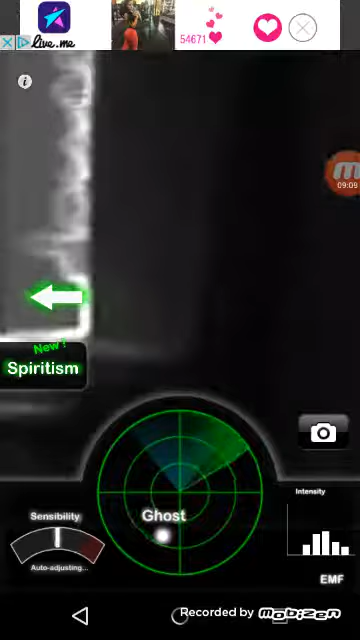 Live.me
54671
i
09:09
New!
Spiritism
Ghost
Sensibility
Auto-adjusting...
Intensity
EMF
Recorded by mobizen